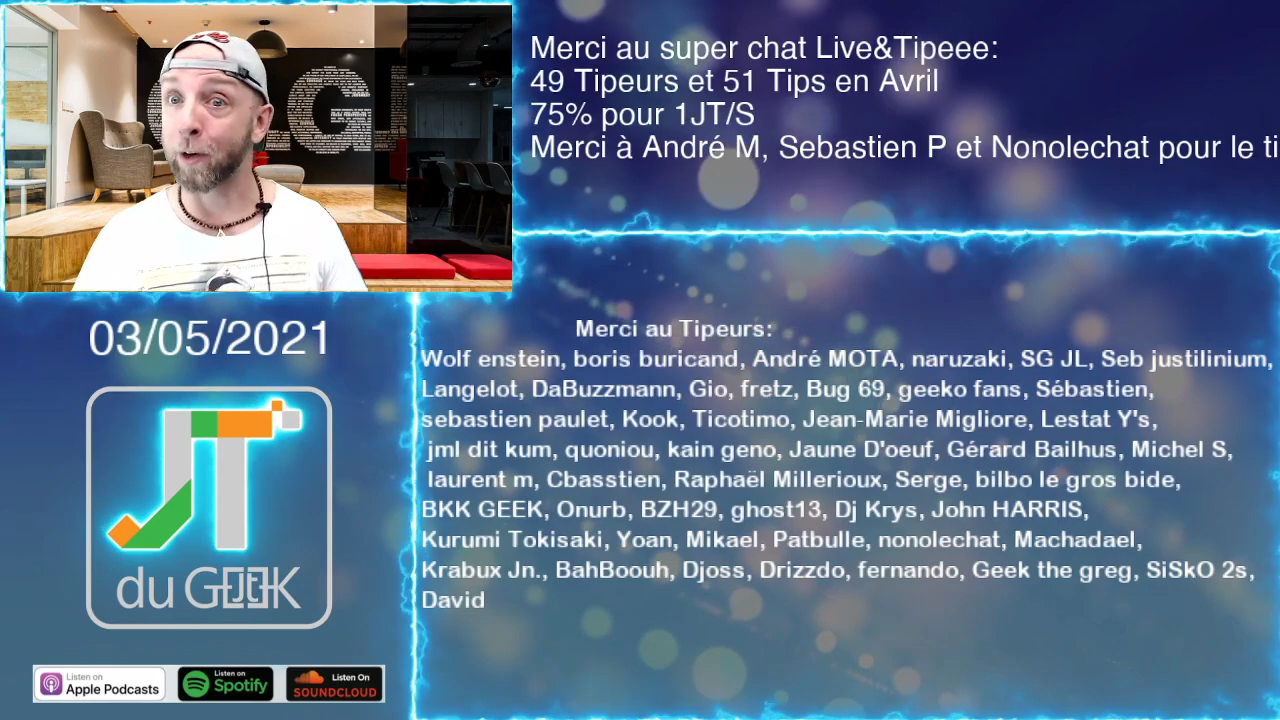 Merci au super chat Live&Tipeee:
49 Tipeurs et 51 Tips en Avril
75% pour 1JT/S
Merci à André M, Sebastien P et Nonolechat pour le ti
03/05/2021
JT
du GEEK
Listen on
Apple Podcasts
Listen on
Spotify
Listen On
SOUNDCLOUD
Merci au Tipeurs:
Wolf enstein, boris buricand, André MOTA, naruzaki, SG JL, Seb justilinium,
Langelot, DaBuzzmann, Gio, fretz, Bug 69, geeko fans, Sébastien,
sebastien paulet, Kook, Ticotimo, Jean-Marie Migliore, Lestat Y's,
jml dit kum, quoniou, kain geno, Jaune D'oeuf, Gérard Bailhus, Michel S,
laurent m, Cbasstien, Raphaël Millerioux, Serge, bilbo le gros bide,
BKK GEEK, Onurb, BZH29, ghost13, Dj Krys, John HARRIS,
Kurumi Tokisaki, Yoan, Mikael, Patbulle, nonolechat, Machadael,
Krabux Jn., BahBoouh, Djoss, Drizzdo, fernando, Geek the greg, SiSkO 2s,
David